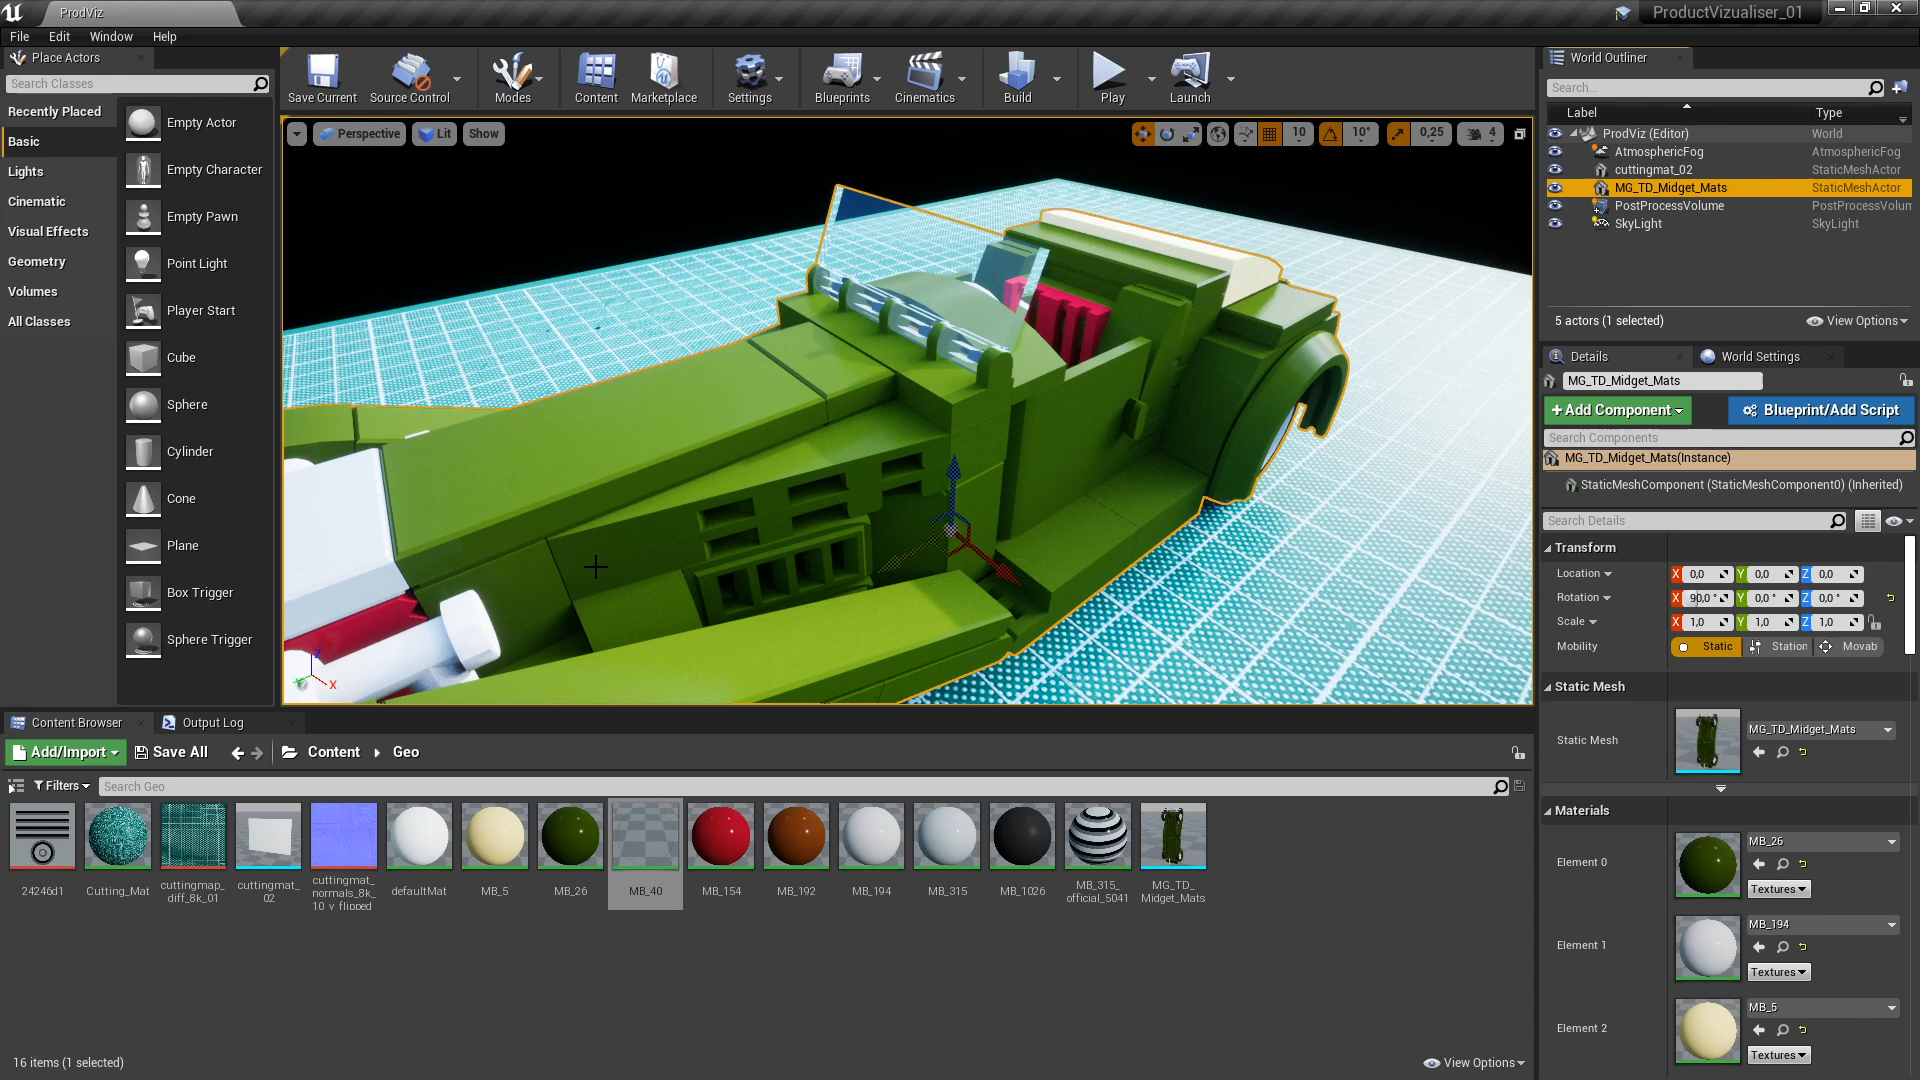 ProdViz
ProductVizualiser_01
File
Edit
Window
Help
Place Actors
Search Classes
Recently Placed
Basic
Lights
Cinematic
Visual Effects
Geometry
Volumes
All Classes
Empty Actor
Empty Character
Empty Pawn
Point Light
Player Start
Cube
Sphere
Cylinder
Cone
Plane
Box Trigger
Sphere Trigger
Save Current
Source Control
Modes
Content
Marketplace
Settings
Blueprints
Cinematics
Build
Play
Launch
Perspective
Lit
Show
10
10°
0,25
4
Z
X
World Outliner
Search...
Label
Type
ProdViz (Editor)
World
AtmosphericFog
AtmosphericFog
cuttingmat_02
StaticMeshActor
MG_TD_Midget_Mats
StaticMeshActor
PostProcessVolume
PostProcessVolum
SkyLight
SkyLight
5 actors (1 selected)
View Options
Details
World Settings
MG_TD_Midget_Mats
+Add Component
Blueprint/Add Script
Search Components
MG_TD_Midget_Mats(Instance)
StaticMeshComponent (StaticMeshComponent0) (Inherited)
Search Details
Transform
Location
X 0,0
Y 0,0
Z 0,0
Rotation
X 90,0 °
Y 0,0 °
Z 0,0 °
Scale
X 1,0
Y 1,0
Z 1,0
Mobility
Static
Station
Movab
Static Mesh
Static Mesh
MG_TD_Midget_Mats
Materials
Element 0
MB_26
Textures
Element 1
MB_194
Textures
Element 2
MB_5
Textures
Content Browser
Output Log
Add/Import
Save All
Content
Geo
Filters
Search Geo
24246d1
Cutting_Mat
cuttingmap_
diff_8k_01
cuttingmat_
02
cuttingmat_
normals_8k_
10_y_flipped
defaultMat
MB_5
MB_26
MB_40
MB_154
MB_192
MB_194
MB_315
MB_1026
MB_315_
official_5041
MG_TD_
Midget_Mats
16 items (1 selected)
View Options